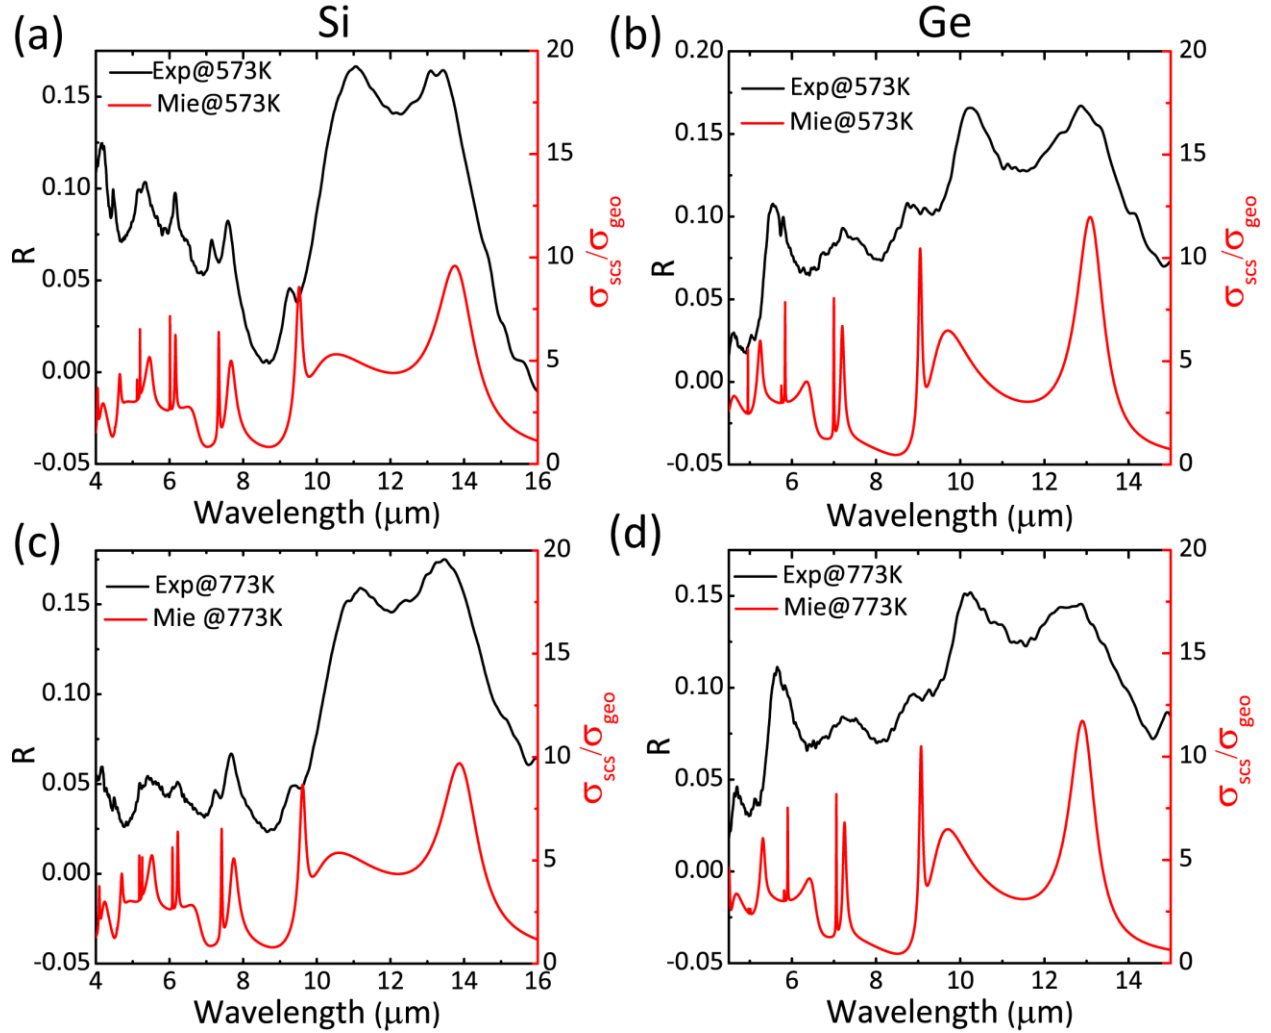 Si
Ge
(a)
Exp@573K
Mie@573K
R
0.15
0.10
0.05
0.00
-0.05
20
15
10
5
0
σscs/σgeo
4 6 8 10 12 14 16
Wavelength (μm)
(b)
Exp@573K
Mie@573K
R
0.20
0.15
0.10
0.05
0.00
-0.05
20
15
10
5
0
σscs/σgeo
6 8 10 12 14
Wavelength (μm)
(c)
Exp@773K
Mie @773K
R
0.15
0.10
0.05
0.00
-0.05
20
15
10
5
0
σscs/σgeo
4 6 8 10 12 14 16
Wavelength (μm)
(d)
Exp@773K
Mie@773K
R
0.15
0.10
0.05
0.00
-0.05
20
15
10
5
0
σscs/σgeo
6 8 10 12 14
Wavelength (μm)